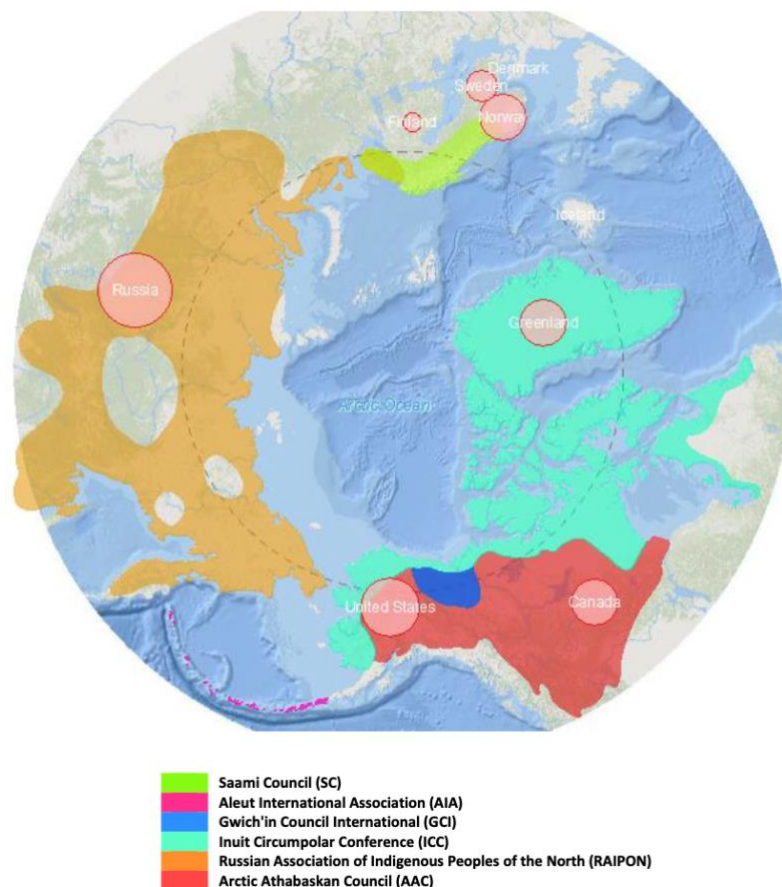 Denmark
Sweden
Finland
Norway
Iceland
Russia
Greenland
Arctic Ocean
United States
Canada
Saami Council (SC)
Aleut International Association (AIA)
Gwich'in Council International (GCI)
Inuit Circumpolar Conference (ICC)
Russian Association of Indigenous Peoples of the North (RAIPON)
Arctic Athabaskan Council (AAC)